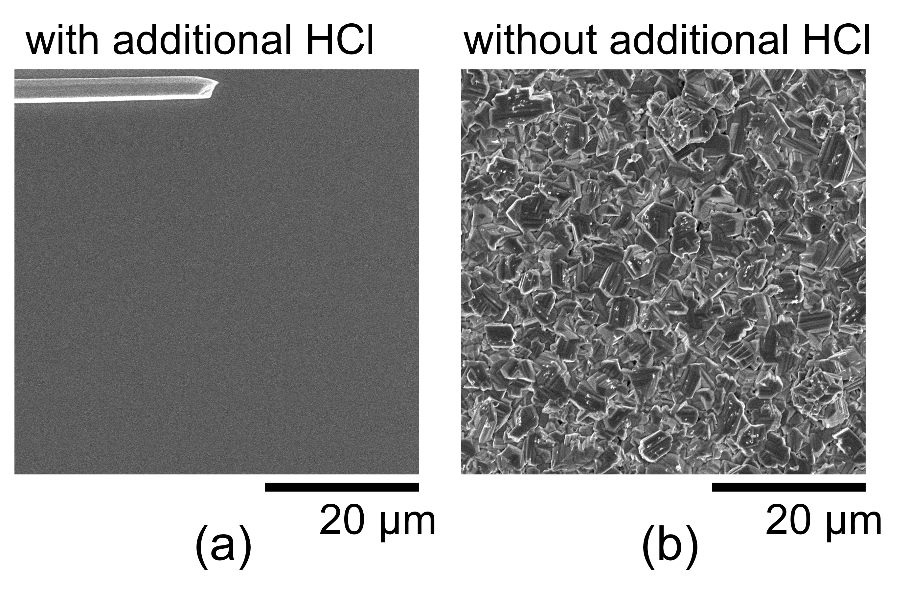 with additional HCl
without additional HCl
20 μm
20 μm
(a)
(b)